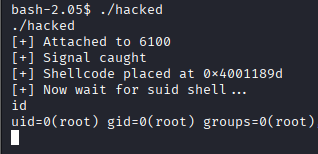 bash-2.05$ ./hacked
./hacked
[+] Attached to 6100
[+] Signal caught
[+] Shellcode placed at 0×4001189d
[+] Now wait for suid shell...
id
uid=0(root) gid=0(root) groups=0(root)